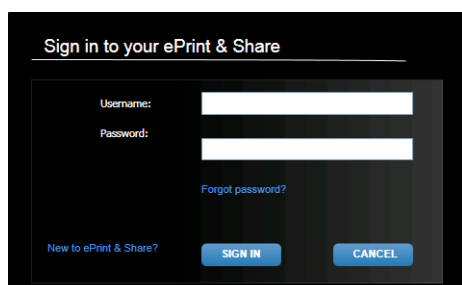 Sign in to your ePrint & Share
Username:
Password:
Forgot password?
New to ePrint & Share?
SIGN IN
CANCEL